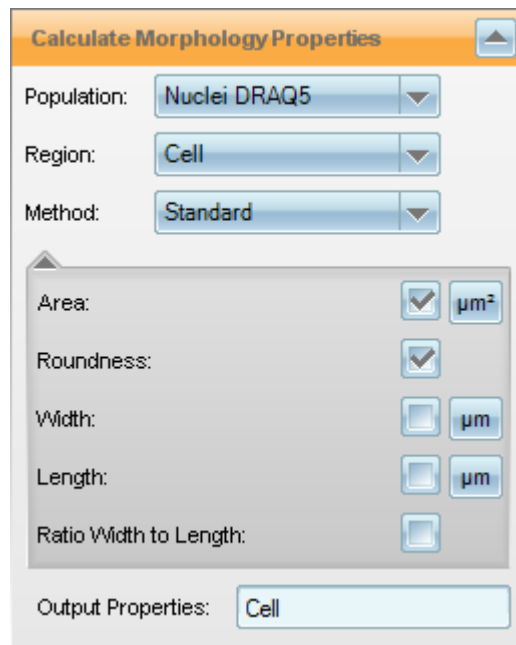 Calculate Morphology Properties
Population: Nuclei DRAQ5
Region: Cell
Method: Standard
Area: µm²
Roundness:
Width: µm
Length: µm
Ratio Width to Length:
Output Properties: Cell